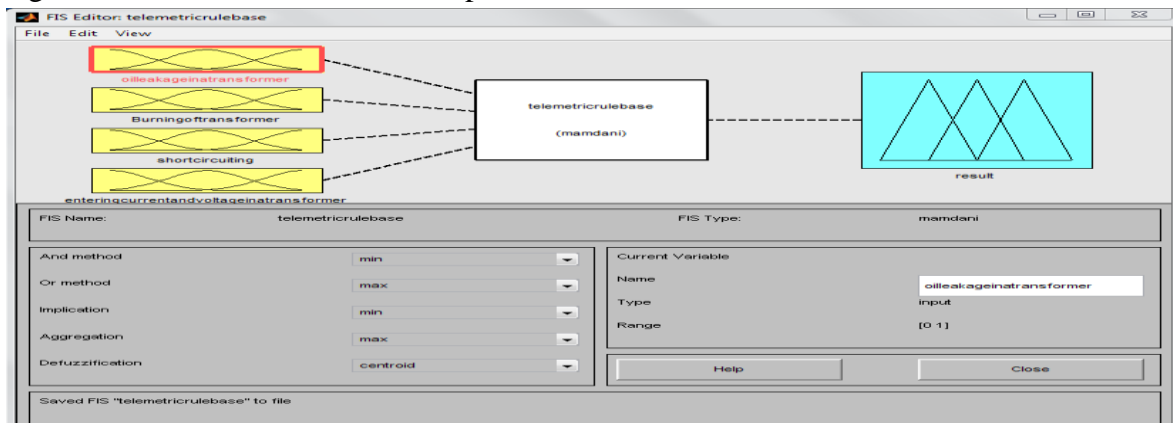 FIS Editor: telemetricrulebase
File Edit View
oilleakageinatransformer
Burningoftransformer
shortcircuiting
enteringcurrentandvoltageinatransformer
telemetricrulebase
(mamdani)
result
FIS Name: telemetricrulebase FIS Type: mamdani
And method min
Or method max
Implication min
Aggregation max
Defuzzification centroid
Current Variable
Name oilleakageinatransformer
Type input
Range [0 1]
Help Close
Saved FIS "telemetricrulebase" to file